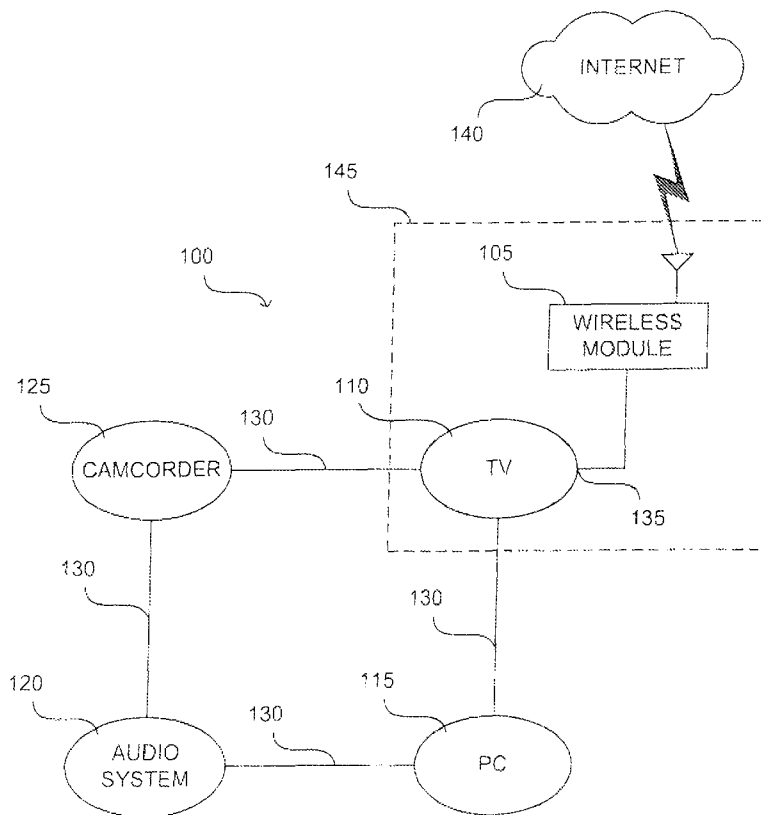 INTERNET
140
145
105
100
WIRELESS
MODULE
125
110
130
CAMCORDER
TV
135
130
130
120
115
130
AUDIO
SYSTEM
PC